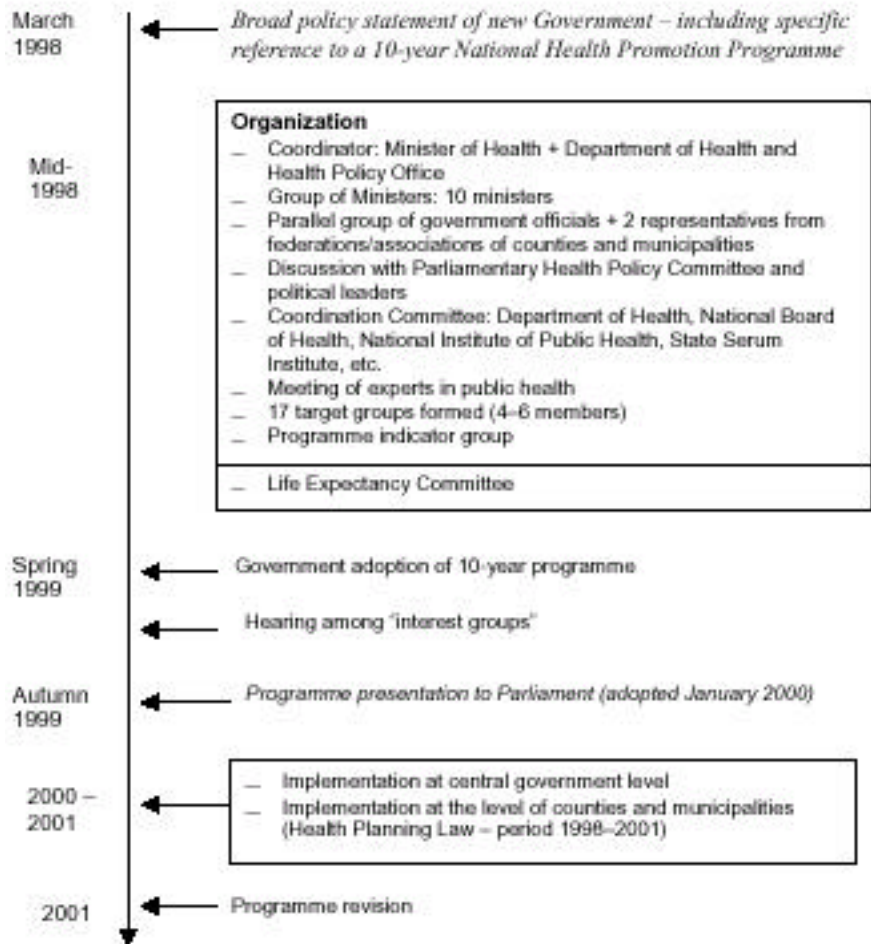 March
1998
Broad policy statement of new Government – including specific
reference to a 10-year National Health Promotion Programme
Mid-
1998
Organization
– Coordinator: Minister of Health + Department of Health and
Health Policy Office
– Group of Ministers: 10 ministers
– Parallel group of government officials + 2 representatives from
federations/associations of counties and municipalities
– Discussion with Parliamentary Health Policy Committee and
political leaders
– Coordination Committee: Department of Health, National Board
of Health, National Institute of Public Health, State Serum
Institute, etc.
– Meeting of experts in public health
– 17 target groups formed (4–6 members)
– Programme indicator group
– Life Expectancy Committee
Spring
1999
Government adoption of 10-year programme
Hearing among "interest groups"
Autumn
1999
Programme presentation to Parliament (adopted January 2000)
2000 –
2001
– Implementation at central government level
– Implementation at the level of counties and municipalities
(Health Planning Law – period 1998–2001)
2001
Programme revision